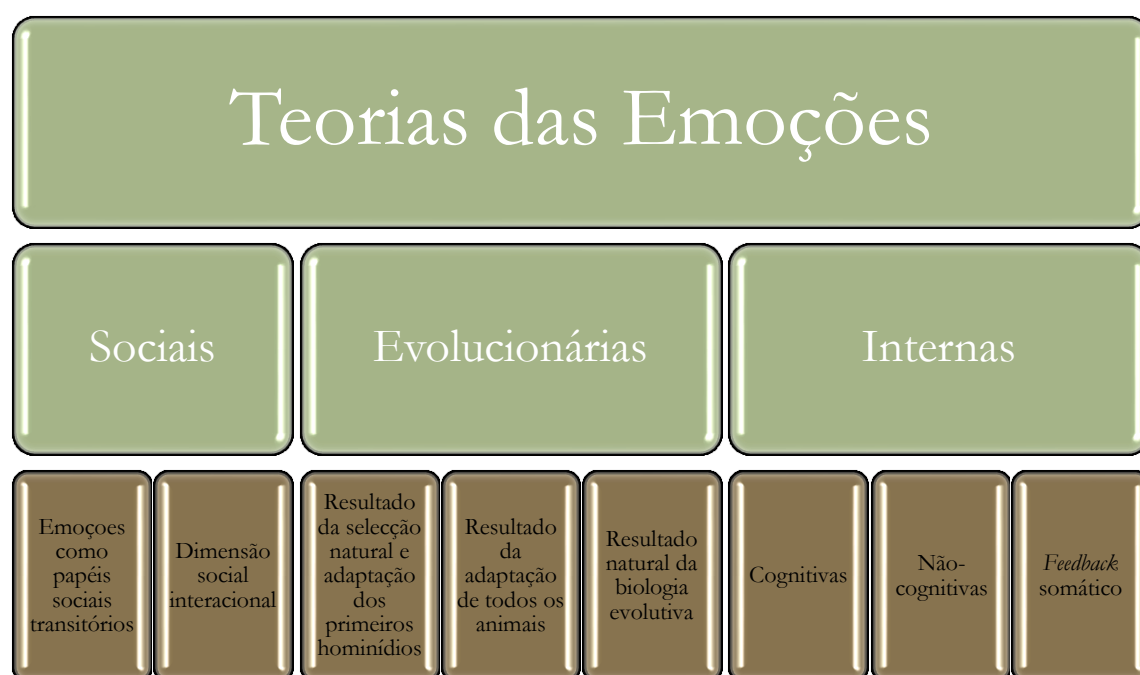 Teorias das Emoções
Sociais
Evolucionárias
Internas
Emoçoes
como
papéis
sociais
transitórios
Dimensão
social
interacional
Resultado
da selecção
natural e
adaptação
dos
primeiros
hominídios
Resultado
da
adaptação
de todos os
animais
Resultado
natural da
biologia
evolutiva
Cognitivas
Não-
cognitivas
Feedback
somático